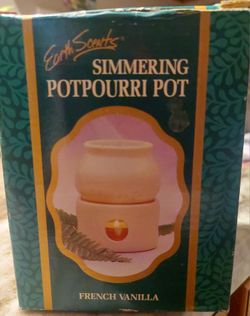 Earth Scents®
SIMMERING
POTPOURRI POT
FRENCH VANILLA